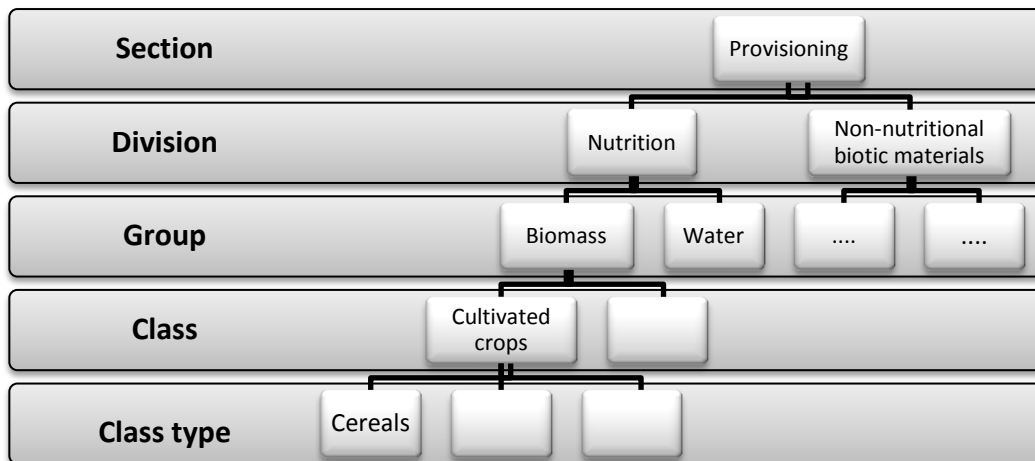 Section
Provisioning
Division
Nutrition
Non-nutritional
biotic materials
Group
Biomass
Water
....
....
Class
Cultivated
crops
Class type
Cereals